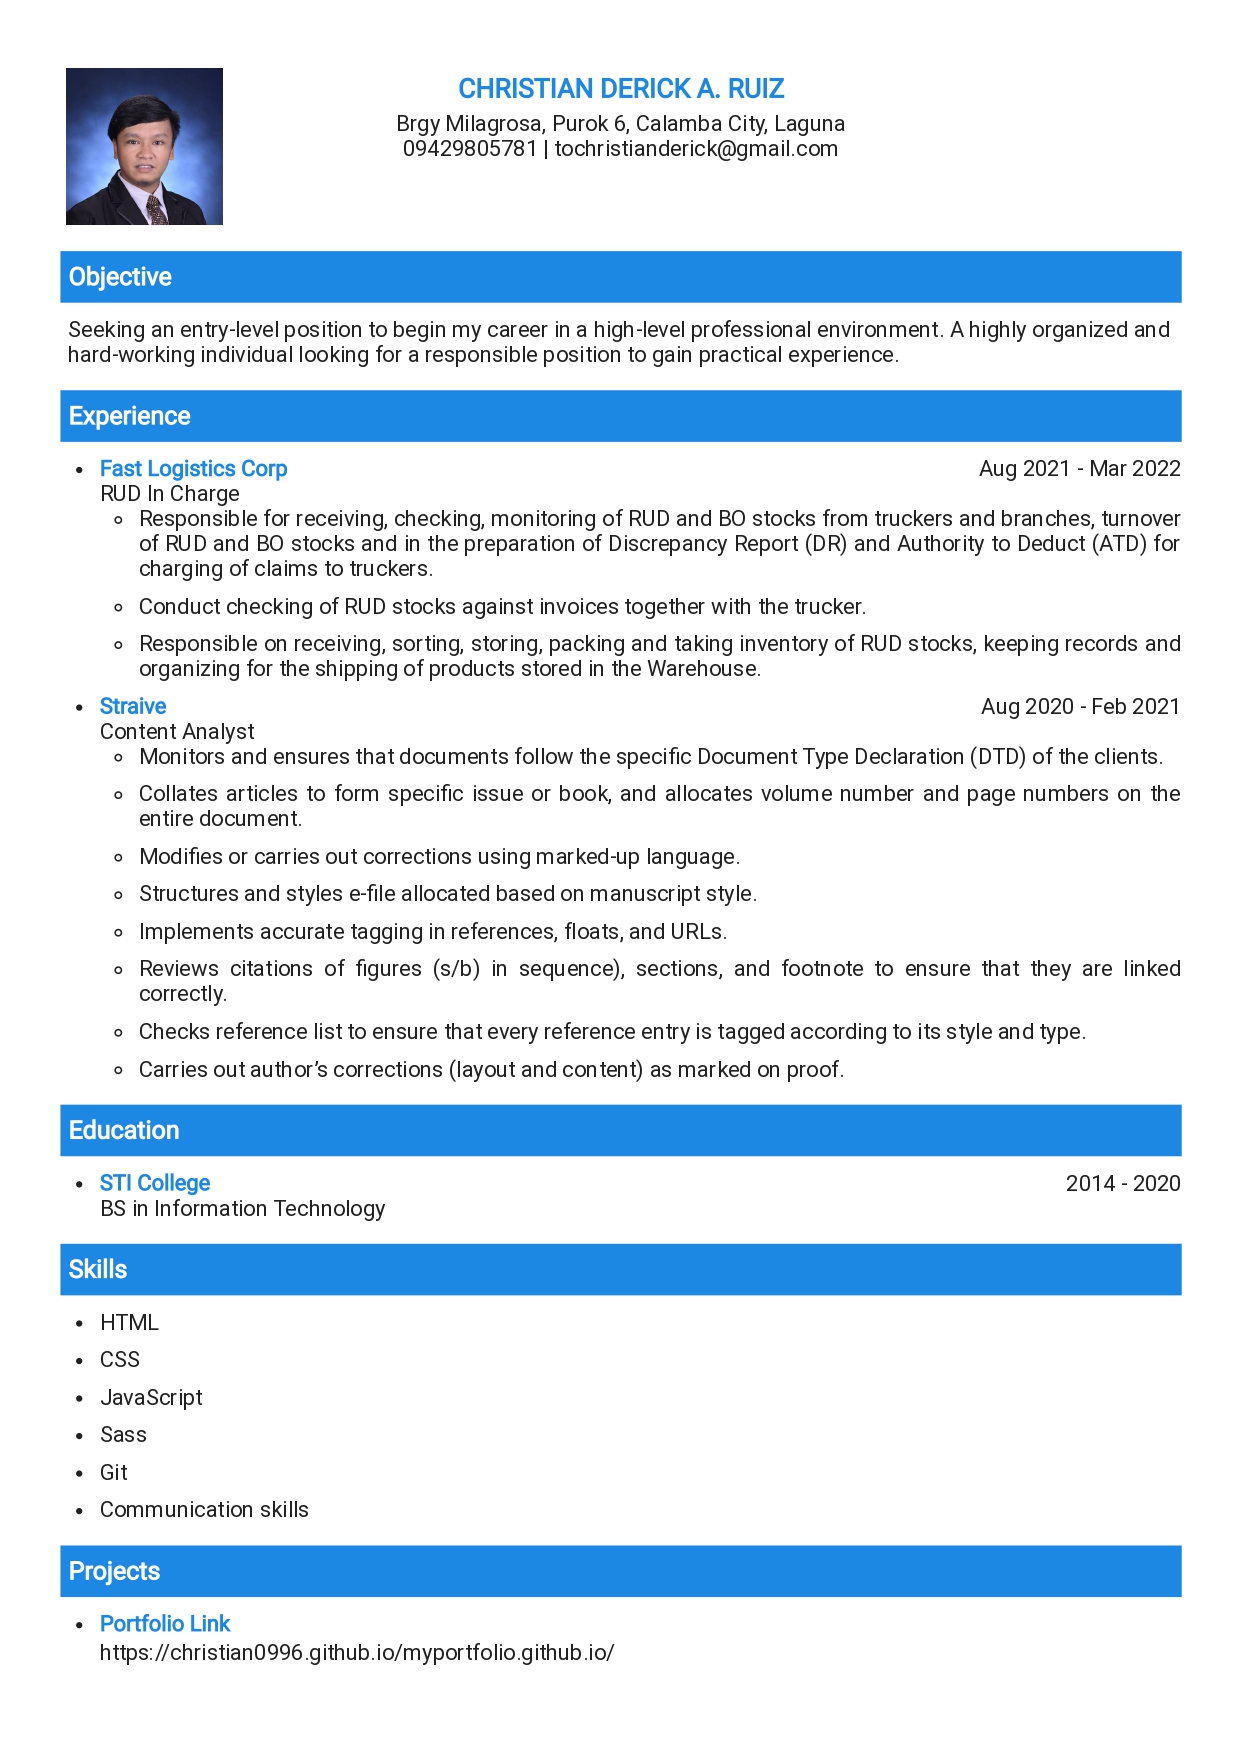 CHRISTIAN DERICK A. RUIZ
Brgy Milagrosa, Purok 6, Calamba City, Laguna
09429805781 | tochristianderick@gmail.com
Objective
Seeking an entry-level position to begin my career in a high-level professional environment. A highly organized and
hard-working individual looking for a responsible position to gain practical experience.
Experience
• Fast Logistics Corp Aug 2021 - Mar 2022
RUD In Charge
◦ Responsible for receiving, checking, monitoring of RUD and BO stocks from truckers and branches, turnover
of RUD and BO stocks and in the preparation of Discrepancy Report (DR) and Authority to Deduct (ATD) for
charging of claims to truckers.
◦ Conduct checking of RUD stocks against invoices together with the trucker.
◦ Responsible on receiving, sorting, storing, packing and taking inventory of RUD stocks, keeping records and
organizing for the shipping of products stored in the Warehouse.
• Straive Aug 2020 - Feb 2021
Content Analyst
◦ Monitors and ensures that documents follow the specific Document Type Declaration (DTD) of the clients.
◦ Collates articles to form specific issue or book, and allocates volume number and page numbers on the
entire document.
◦ Modifies or carries out corrections using marked-up language.
◦ Structures and styles e-file allocated based on manuscript style.
◦ Implements accurate tagging in references, floats, and URLs.
◦ Reviews citations of figures (s/b) in sequence), sections, and footnote to ensure that they are linked
correctly.
◦ Checks reference list to ensure that every reference entry is tagged according to its style and type.
◦ Carries out author’s corrections (layout and content) as marked on proof.
Education
• STI College 2014 - 2020
BS in Information Technology
Skills
• HTML
• CSS
• JavaScript
• Sass
• Git
• Communication skills
Projects
• Portfolio Link
https://christian0996.github.io/myportfolio.github.io/